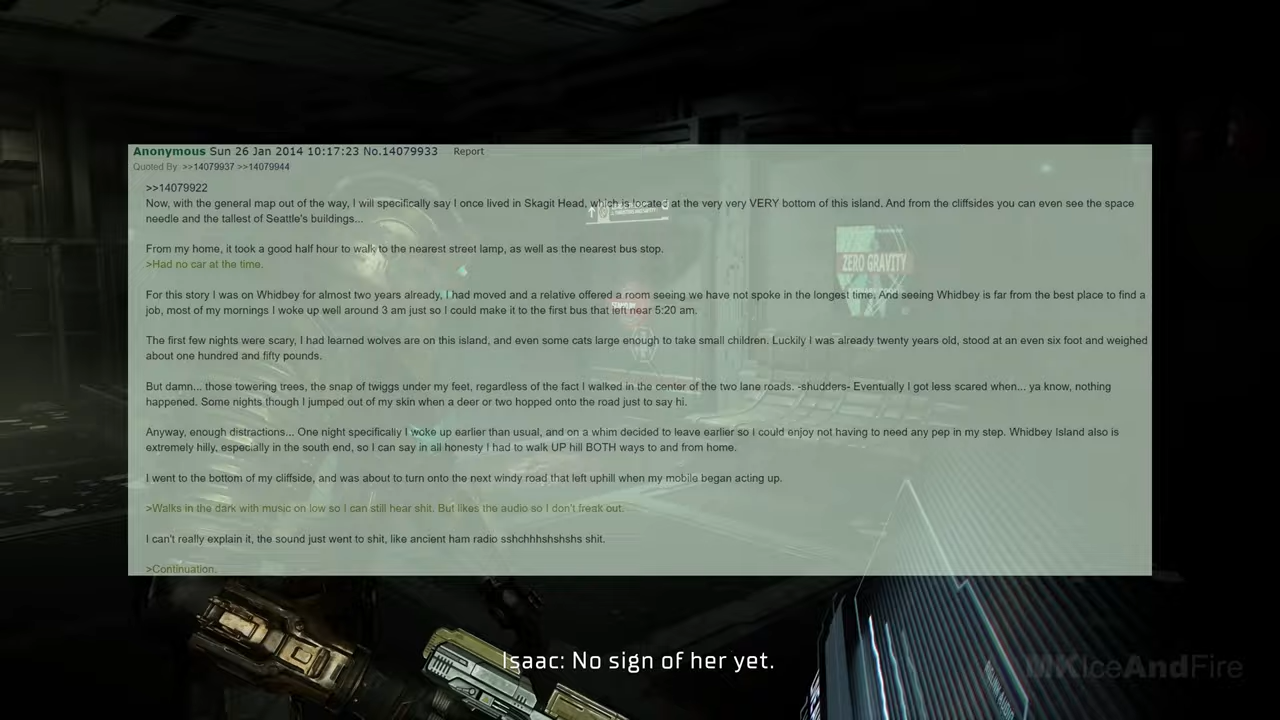 Anonymous Sun 26 Jan 2014 10:17:23 No.14079933 Report
Quoted By: >>14079937 >>14079944
>>14079922
Now, with the general map out of the way, I will specifically say I once lived in Skagit Head, which is located at the very very VERY bottom of this island. And from the cliffsides you can even see the space
needle and the tallest of Seattle's buildings...
From my home, it took a good half hour to walk to the nearest street lamp, as well as the nearest bus stop.
>Had no car at the time.
For this story I was on Whidbey for almost two years already, I had moved and a relative offered a room seeing we have not spoke in the longest time. And seeing Whidbey is far from the best place to find a
job, most of my mornings I woke up well around 3 am just so I could make it to the first bus that left near 5:20 am.
The first few nights were scary, I had learned wolves are on this island, and even some cats large enough to take small children. Luckily I was already twenty years old, stood at an even six foot and weighed
about one hundred and fifty pounds.
But damn... those towering trees, the snap of twiggs under my feet, regardless of the fact I walked in the center of the two lane roads. -shudders- Eventually I got less scared when... ya know, nothing
happened. Some nights though I jumped out of my skin when a deer or two hopped onto the road just to say hi.
Anyway, enough distractions... One night specifically I woke up earlier than usual, and on a whim decided to leave earlier so I could enjoy not having to need any pep in my step. Whidbey Island also is
extremely hilly, especially in the south end, so I can say in all honesty I had to walk UP hill BOTH ways to and from home.
I went to the bottom of my cliffside, and was about to turn onto the next windy road that left uphill when my mobile began acting up.
>Walks in the dark with music on low so I can still hear shit. But likes the audio so I don't freak out.
I can't really explain it, the sound just went to shit, like ancient ham radio sshchhhshshshs shit.
>Continuation.
ZERO GRAVITY
Isaac: No sign of her yet.
MKIceAndFire